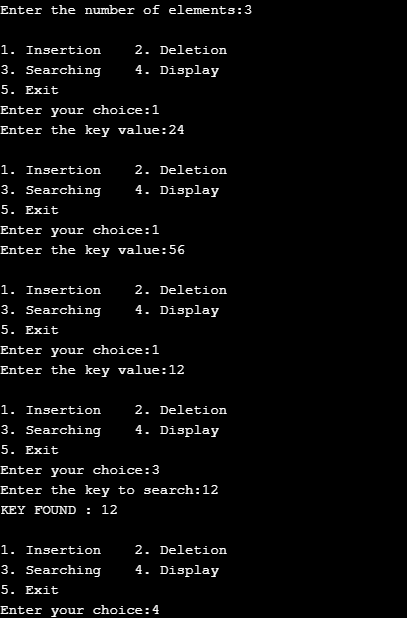 Enter the number of elements:3
1. Insertion    2. Deletion
3. Searching    4. Display
5. Exit
Enter your choice:1
Enter the key value:24
1. Insertion    2. Deletion
3. Searching    4. Display
5. Exit
Enter your choice:1
Enter the key value:56
1. Insertion    2. Deletion
3. Searching    4. Display
5. Exit
Enter your choice:1
Enter the key value:12
1. Insertion    2. Deletion
3. Searching    4. Display
5. Exit
Enter your choice:3
Enter the key to search:12
KEY FOUND : 12
1. Insertion    2. Deletion
3. Searching    4. Display
5. Exit
Enter your choice:4